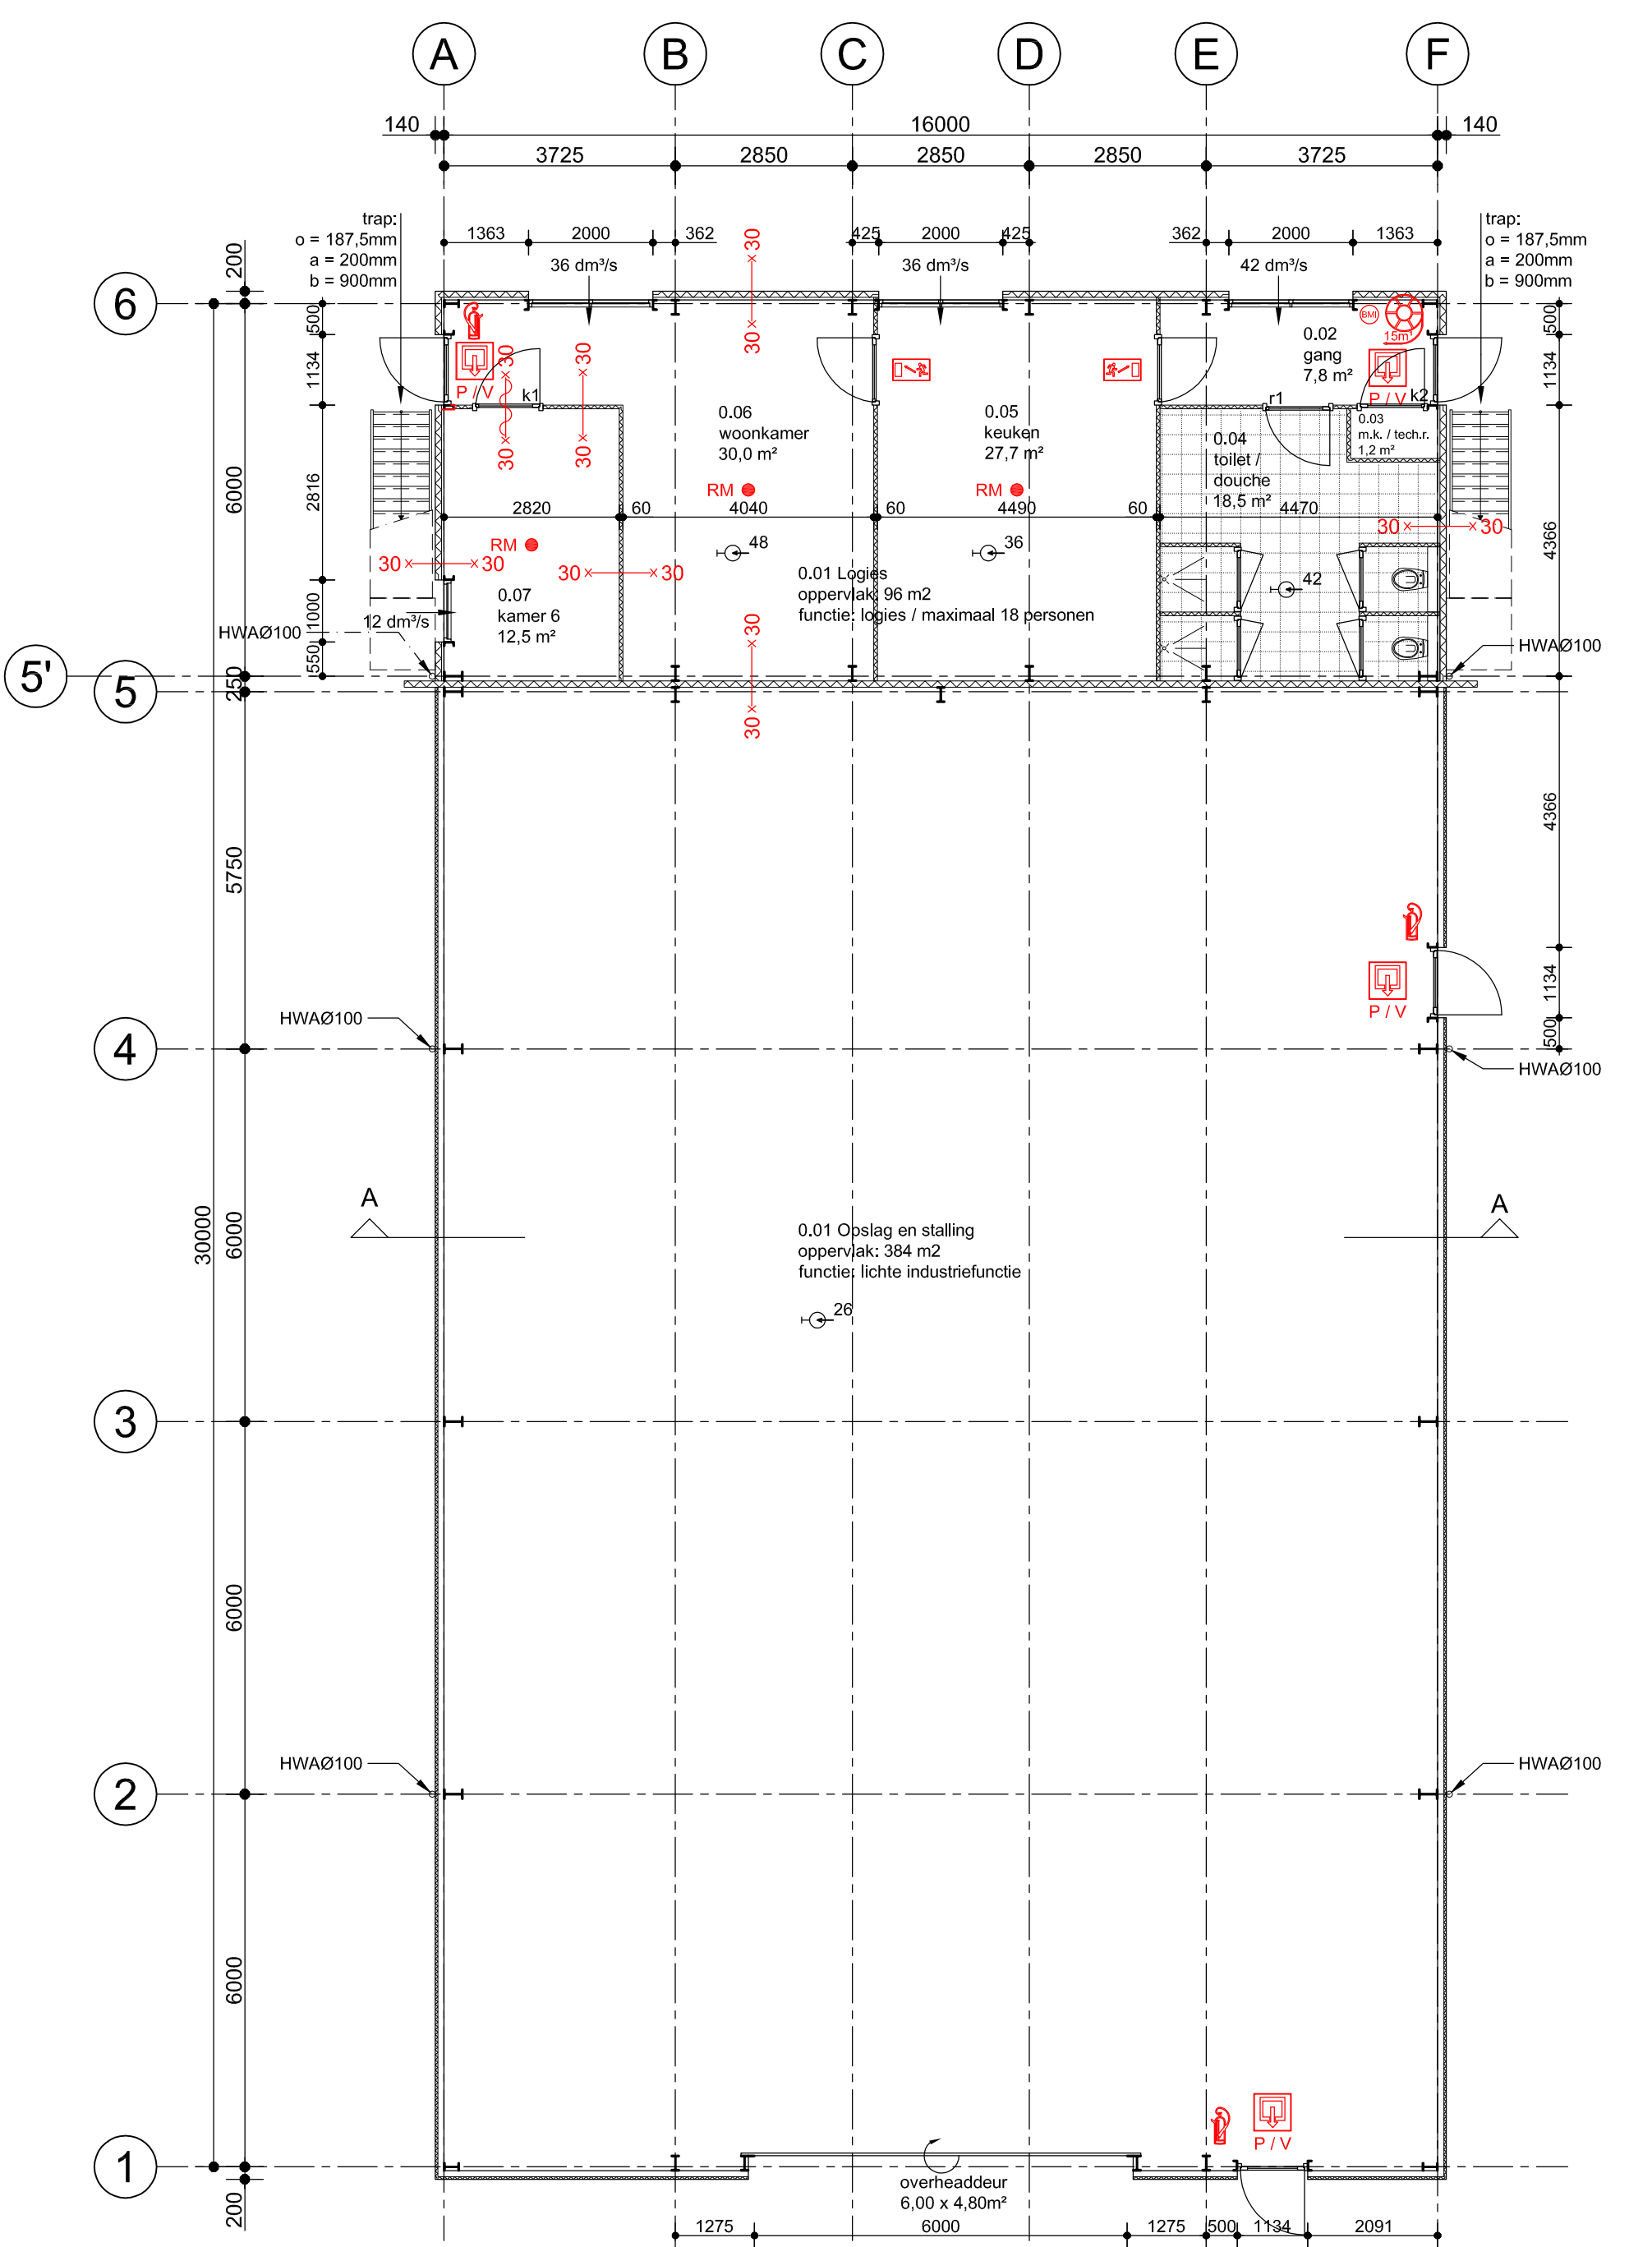 A
B
C
D
E
F
140
16000
140
3725
2850
2850
2850
3725
trap:
o = 187,5mm
a = 200mm
b = 900mm
trap:
o = 187,5mm
a = 200mm
b = 900mm
1363
2000
362
425
2000
425
362
2000
1363
36 dm³/s
36 dm³/s
42 dm³/s
200
6
500
1134
2816
1000
550
6000
250
5750
30000
6000
6000
6000
200
5'
5
4
3
2
1
30
30
30
30
30
30
P / V
k1
0.06
woonkamer
30,0 m²
0.05
keuken
27,7 m²
0.02
gang
7,8 m²
BMI
15m¹
P / V
r1
k2
0.03
m.k. / tech.r.
1,2 m²
0.04
toilet /
douche
18,5 m²
RM
RM
RM
2820
60
4040
60
4490
60
4470
30
30
30
30
30
30
30
30
48
36
42
0.01 Logies
oppervlak: 96 m2
functie: logies / maximaal 18 personen
0.07
kamer 6
12,5 m²
12 dm³/s
HWAØ100
HWAØ100
500
1134
4366
4366
1134
500
P / V
HWAØ100
HWAØ100
A
A
0.01 Opslag en stalling
oppervlak: 384 m2
functie: lichte industriefunctie
26
HWAØ100
HWAØ100
P / V
overheaddeur
6,00 x 4,80m²
1275
6000
1275
500
1134
2091